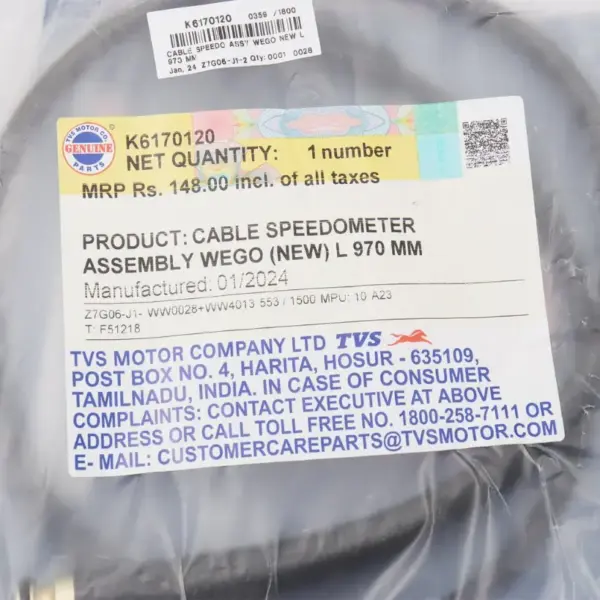 K6170120 0359 /1800
CABLE SPEEDO ASSY WEGO NEW L
970 MM
Jan, 24 Z7G06-J1-2 Qty:0001 0028
TVS MOTOR CO.
GENUINE
PARTS
K6170120
NET QUANTITY: 1 number
MRP Rs. 148.00 incl. of all taxes
PRODUCT: CABLE SPEEDOMETER
ASSEMBLY WEGO (NEW) L 970 MM
Manufactured: 01/2024
Z7G06-J1- WW0026+WW4013 553 / 1500 MPU: 10 A23
T: F51218
TVS MOTOR COMPANY LTD TVS
POST BOX NO. 4, HARITA, HOSUR - 635109,
TAMILNADU, INDIA. IN CASE OF CONSUMER
COMPLAINTS: CONTACT EXECUTIVE AT ABOVE
ADDRESS OR CALL TOLL FREE NO. 1800-258-7111 OR
E- MAIL: CUSTOMERCAREPARTS@TVSMOTOR.COM